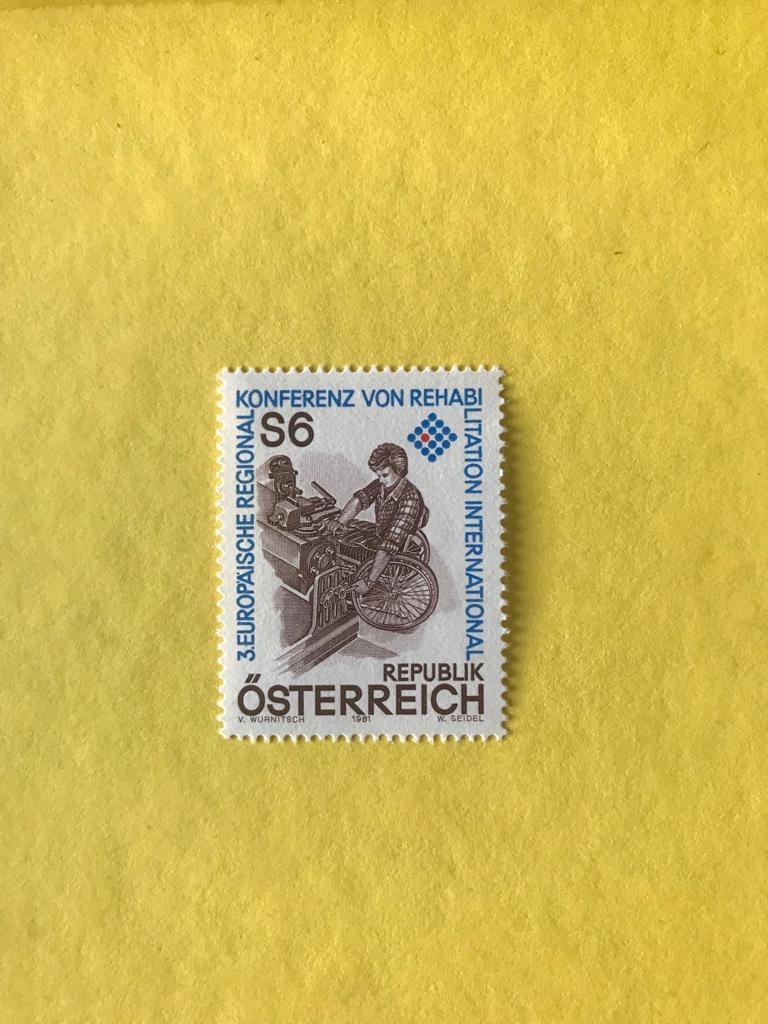 3. EUROPÄISCHE REGIONAL
KONFERENZ VON REHABI
LITATION INTERNATIONAL
S6
REPUBLIK
ÖSTERREICH
V. WURNITSCH 1981 W. SEIDEL